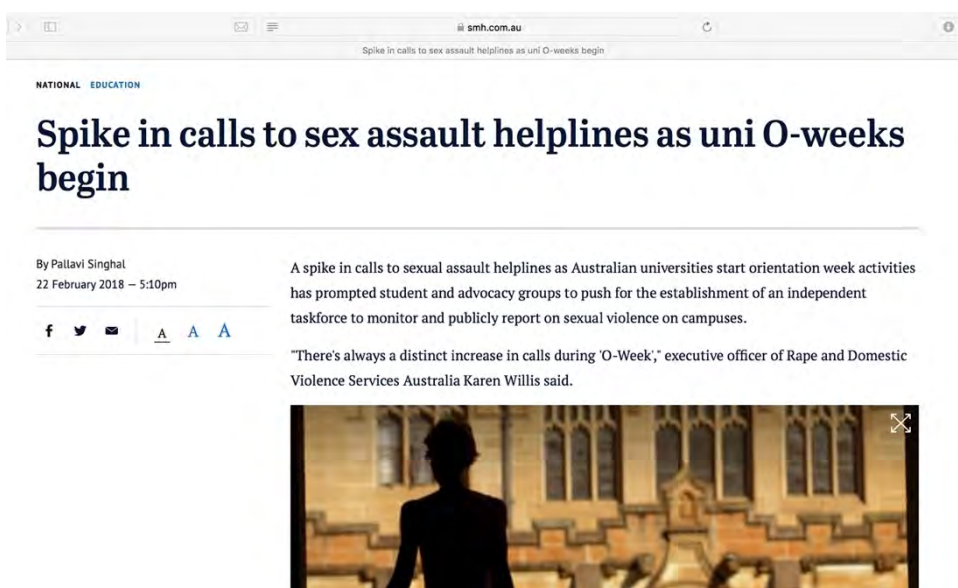 smh.com.au
Spike in calls to sex assault helplines as uni O-weeks begin
NATIONAL EDUCATION
Spike in calls to sex assault helplines as uni O-weeks
begin
By Pallavi Singhal
22 February 2018 — 5:10pm
A A A
A spike in calls to sexual assault helplines as Australian universities start orientation week activities
has prompted student and advocacy groups to push for the establishment of an independent
taskforce to monitor and publicly report on sexual violence on campuses.
"There's always a distinct increase in calls during 'O-Week'," executive officer of Rape and Domestic
Violence Services Australia Karen Willis said.